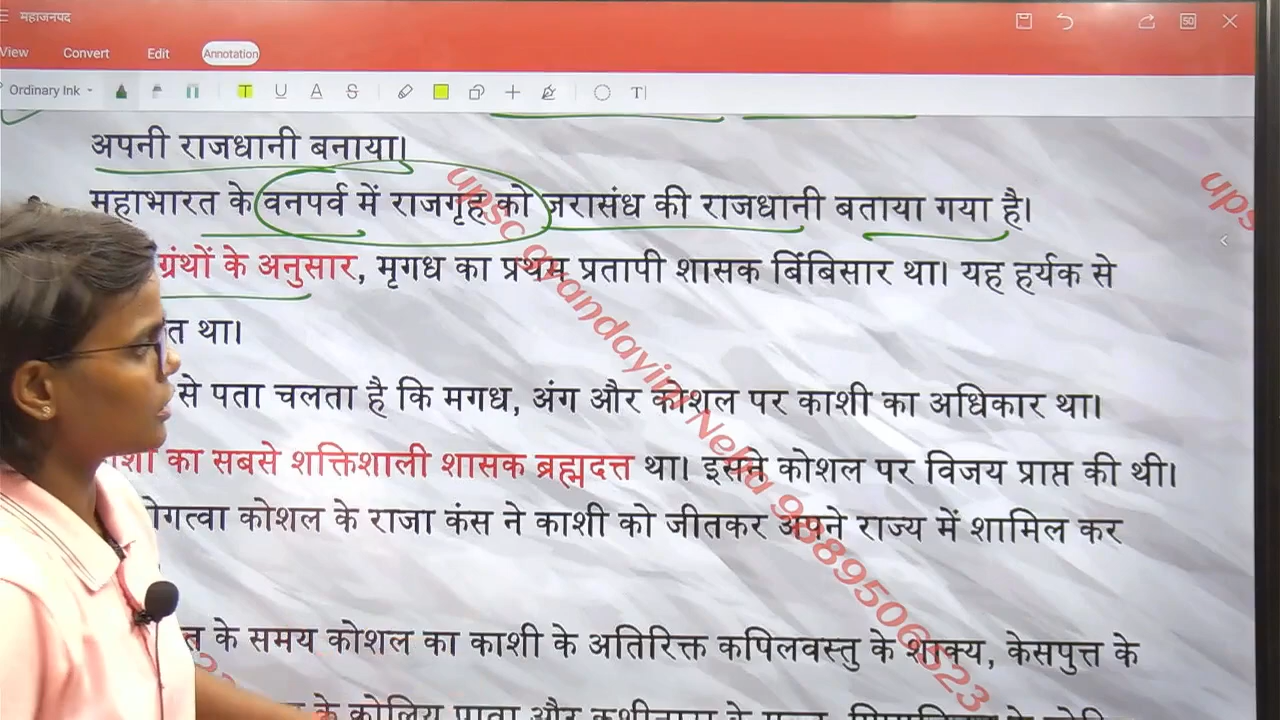 महाजनपद
View Convert Edit Annotation
Ordinary Ink
अपनी राजधानी बनाया।
महाभारत के वनपर्व में राजगृह को जरासंध की राजधानी बताया गया है।
ग्रंथों के अनुसार, मृगध का प्रथम प्रतापी शासक बिंबिसार था। यह हर्यक से
त था।
से पता चलता है कि मगध, अंग और कोशल पर काशी का अधिकार था।
काशी का सबसे शक्तिशाली शासक ब्रह्मदत्त था। इसने कोशल पर विजय प्राप्त की थी।
ोगत्वा कोशल के राजा कंस ने काशी को जीतकर अपने राज्य में शामिल कर
त के समय कोशल का काशी के अतिरिक्त कपिलवस्तु के शाक्य, केसपुत्त के
के कोलिय पावा और कुशीनारा के